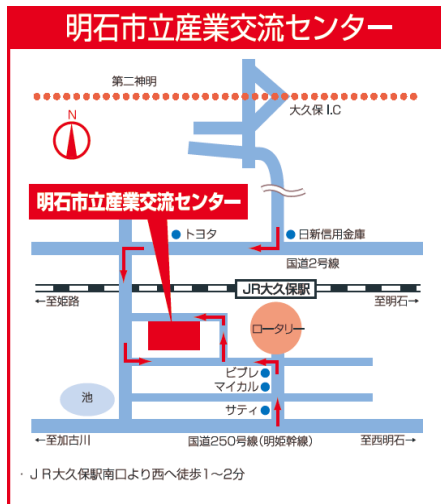 明石市立産業交流センター
第二神明
大久保 I.C
N
明石市立産業交流センター
トヨタ
日新信用金庫
国道2号線
JR大久保駅
←至姫路
至明石→
ロータリー
ビブレ
マイカル
池
サティ
←至加古川
国道250号線(明姫幹線)
至西明石→
・ＪＲ大久保駅南口より西へ徒歩1〜2分